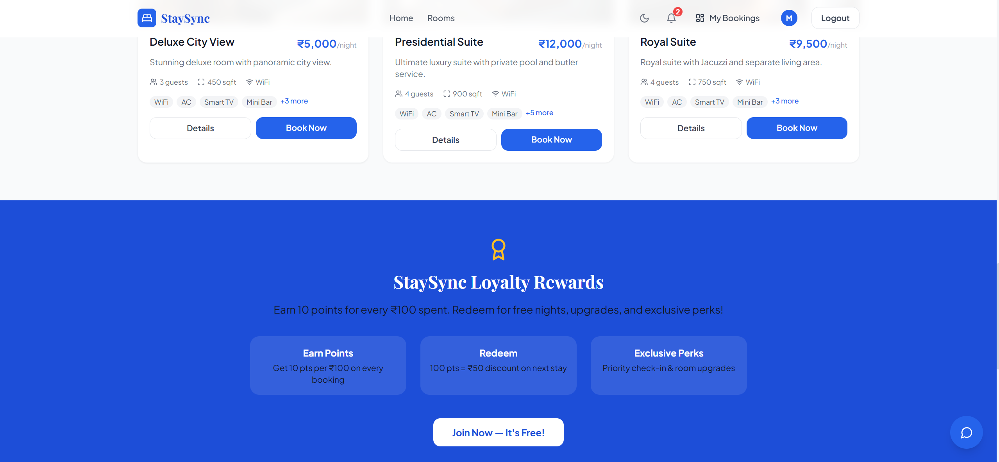 StaySync
Home
Rooms
2
My Bookings
M
Logout
Deluxe City View
₹5,000/night
Stunning deluxe room with panoramic city view.
3 guests
450 sqft
WiFi
WiFi
AC
Smart TV
Mini Bar
+3 more
Details
Book Now
Presidential Suite
₹12,000/night
Ultimate luxury suite with private pool and butler
service.
4 guests
900 sqft
WiFi
WiFi
AC
Smart TV
Mini Bar
+5 more
Details
Book Now
Royal Suite
₹9,500/night
Royal suite with Jacuzzi and separate living area.
4 guests
750 sqft
WiFi
WiFi
AC
Smart TV
Mini Bar
+3 more
Details
Book Now
StaySync Loyalty Rewards
Earn 10 points for every ₹100 spent. Redeem for free nights, upgrades, and exclusive perks!
Earn Points
Get 10 pts per ₹100 on every
booking
Redeem
100 pts = ₹50 discount on next stay
Exclusive Perks
Priority check-in & room upgrades
Join Now — It's Free!